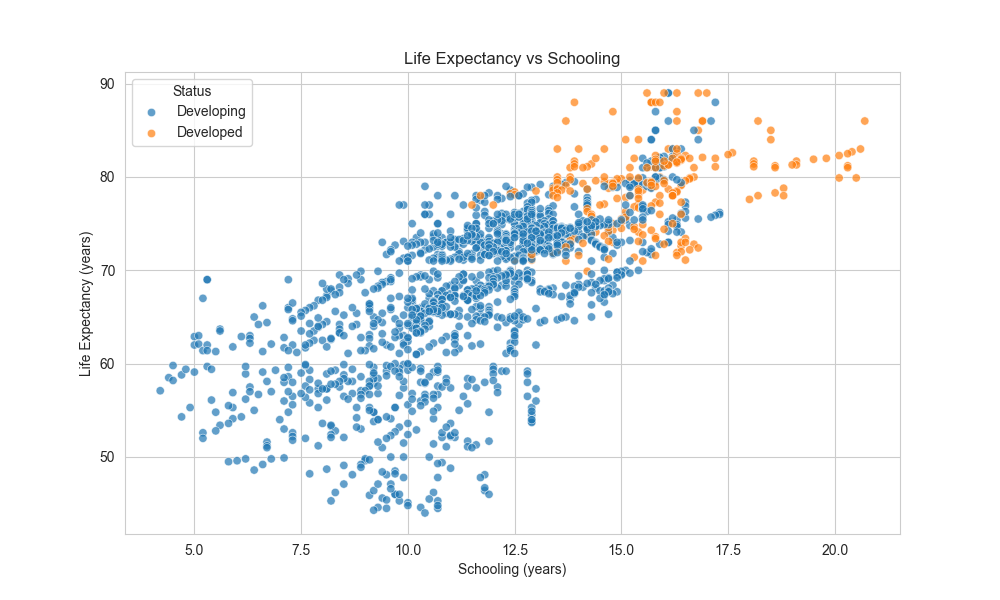 Life Expectancy vs Schooling
Status
Developing
Developed
Life Expectancy (years)
90
80
70
60
50
5.0 7.5 10.0 12.5 15.0 17.5 20.0
Schooling (years)